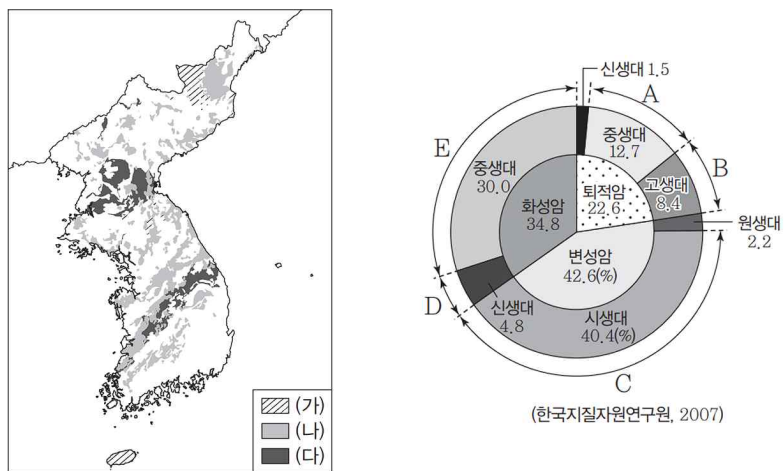 (가)
(나)
(다)
신생대 1.5
A
중생대
12.7
B
고생대
8.4
원생대
2.2
E
중생대
30.0
화성암
34.8
퇴적암
22.6
변성암
42.6(%)
D
신생대
4.8
시생대
40.4(%)
C
(한국지질자원연구원, 2007)